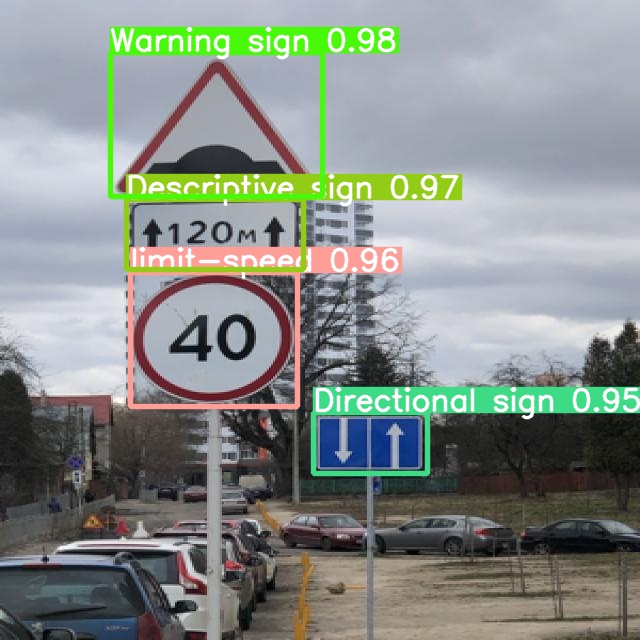 Warning sign 0.98
Descriptive sign 0.97
120м
limit-speed 0.96
40
Directional sign 0.95